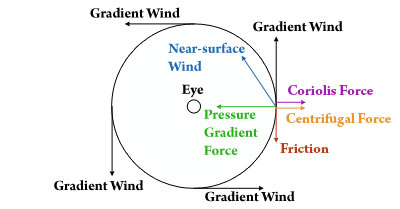 Gradient Wind
Gradient Wind
Near-surface
Wind
Eye
Coriolis Force
Pressure
Gradient
Force
Centrifugal Force
Friction
Gradient Wind
Gradient Wind